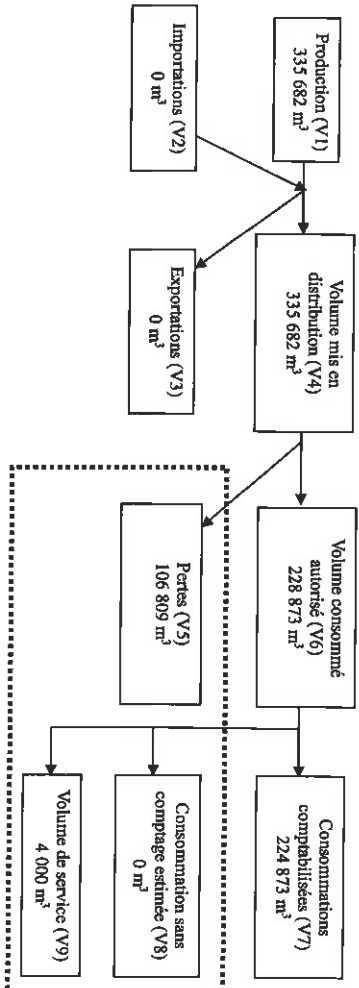 Production (V1)
335 682 m³
Importations (V2)
0 m³
Volume mis en
distribution (V4)
335 682 m³
Exportations (V3)
0 m³
Volume consommé
autorisé (V6)
228 873 m³
Pertes (V5)
106 809 m³
Consommations
comptabilisées (V7)
224 873 m³
Consommation sans
comptage estimée (V8)
0 m³
Volume de service (V9)
4 000 m³